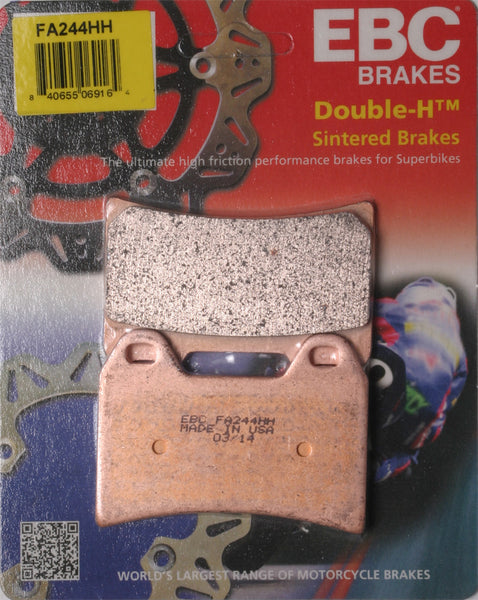 FA244HH
8 40655 06916 4
EBC
BRAKES
Double-H™
Sintered Brakes
The ultimate high friction performance brakes for Superbikes
EBC FA244HH
MADE IN USA
03/14
WORLD'S LARGEST RANGE OF MOTORCYCLE BRAKES